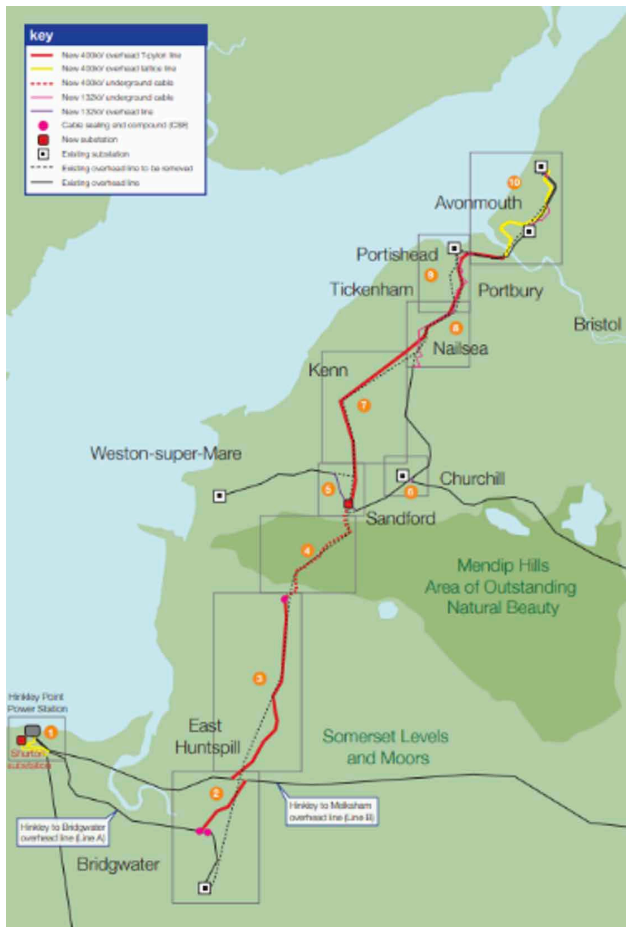 key
New 400kV overhead T-pylon line
New 400kV overhead lattice line
New 400kV underground cable
New 132kV underground cable
New 132kV overhead line
Cable sealing end compound (CSE)
New substation
Existing substation
Existing overhead line to be removed
Existing overhead line
10
Avonmouth
Portishead
9
Tickenham
Portbury
Bristol
8
Nailsea
Kenn
7
Weston-super-Mare
5
6
Churchill
Sandford
4
Mendip Hills
Area of Outstanding
Natural Beauty
3
Hinkley Point
Power Station
1
Shurton
substation
East
Huntspill
Somerset Levels
and Moors
2
Hinkley to Melksham
overhead line (Line B)
Hinkley to Bridgwater
overhead line (Line A)
Bridgwater